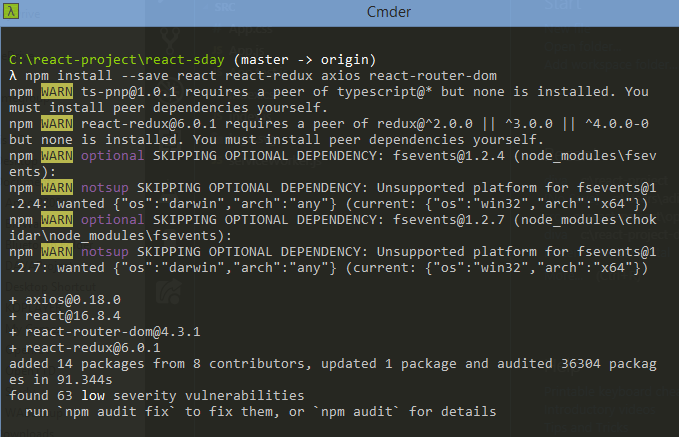 Cmder
C:\react-project\react-sday (master -> origin)
λ npm install --save react react-redux axios react-router-dom
npm WARN ts-pnp@1.0.1 requires a peer of typescript@* but none is installed. You
must install peer dependencies yourself.
npm WARN react-redux@6.0.1 requires a peer of redux@^2.0.0 || ^3.0.0 || ^4.0.0-0
but none is installed. You must install peer dependencies yourself.
npm WARN optional SKIPPING OPTIONAL DEPENDENCY: fsevents@1.2.4 (node_modules\fsev
ents):
npm WARN notsup SKIPPING OPTIONAL DEPENDENCY: Unsupported platform for fsevents@1
.2.4: wanted {"os":"darwin","arch":"any"} (current: {"os":"win32","arch":"x64"})
npm WARN optional SKIPPING OPTIONAL DEPENDENCY: fsevents@1.2.7 (node_modules\chok
idar\node_modules\fsevents):
npm WARN notsup SKIPPING OPTIONAL DEPENDENCY: Unsupported platform for fsevents@1
.2.7: wanted {"os":"darwin","arch":"any"} (current: {"os":"win32","arch":"x64"})
+ axios@0.18.0
+ react@16.8.4
+ react-router-dom@4.3.1
+ react-redux@6.0.1
added 14 packages from 8 contributors, updated 1 package and audited 36304 packag
es in 91.344s
found 63 low severity vulnerabilities
run `npm audit fix` to fix them, or `npm audit` for details